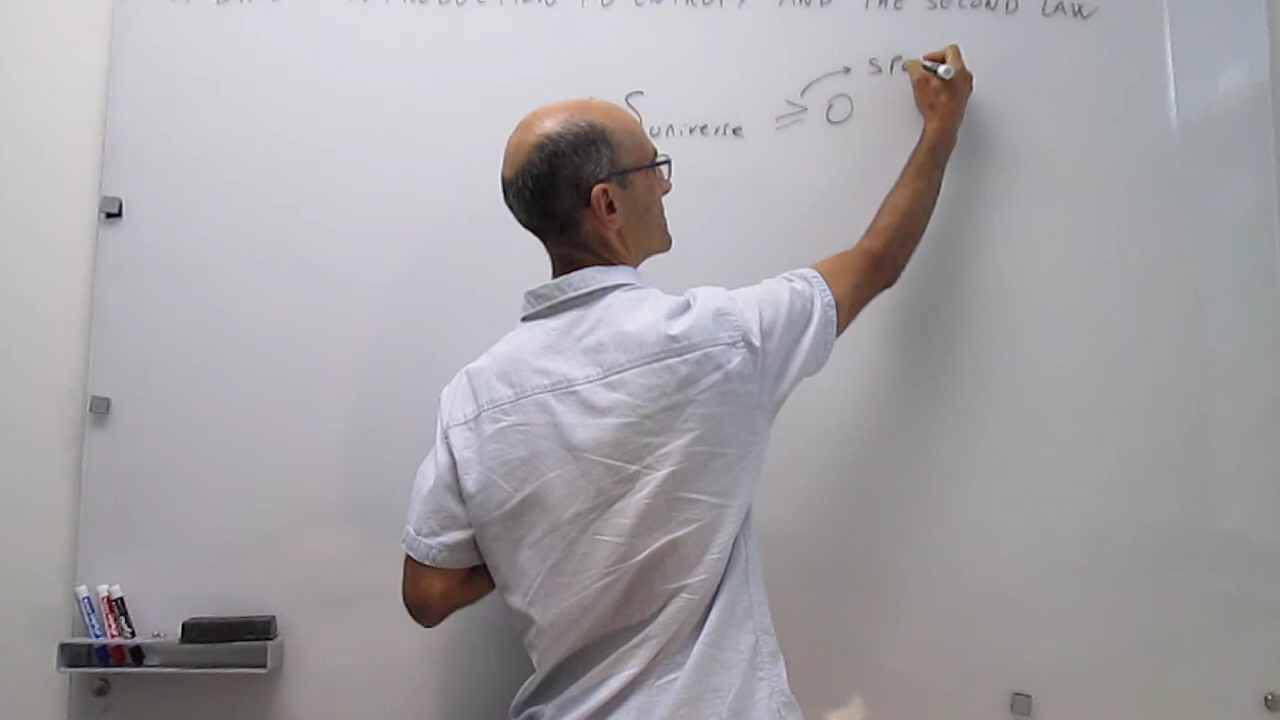 INTRODUCTION TO ENTROPY AND THE SECOND LAW
S universe ≥ 0